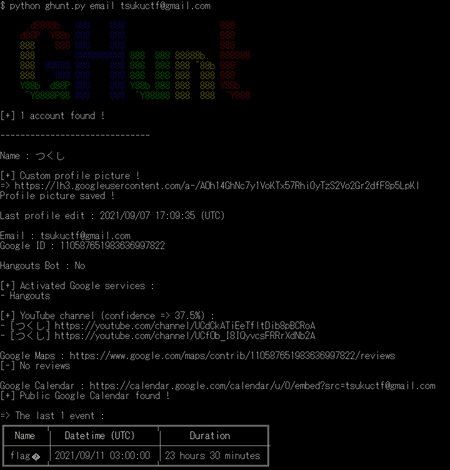 $ python ghunt.py email tsukuctf@gmail.com
GHunt
[+] 1 account found !
------------------------------
Name : つくし
[+] Custom profile picture !
=> https://lh3.googleusercontent.com/a-/AOh14GhNc7y1VoKTx57RhiOyTzS2Vo2Gr2dfF8p5LpKI
Profile picture saved !
Last profile edit : 2021/09/07 17:09:35 (UTC)
Email : tsukuctf@gmail.com
Google ID : 110587651983636997822
Hangouts Bot : No
[+] Activated Google services :
- Hangouts
[+] YouTube channel (confidence => 37.5%) :
- [つくし] https://youtube.com/channel/UCdCkATiEeTfItDib8pBCRoA
- [つくし] https://youtube.com/channel/UCfOb_I8IQyvcsFRRrXdNb2A
Google Maps : https://www.google.com/maps/contrib/110587651983636997822/reviews
[-] No reviews
Google Calendar : https://calendar.google.com/calendar/u/0/embed?src=tsukuctf@gmail.com
[+] Public Google Calendar found !
=> The last 1 event :
Name Datetime (UTC) Duration
flag� 2021/09/11 03:00:00 23 hours 30 minutes